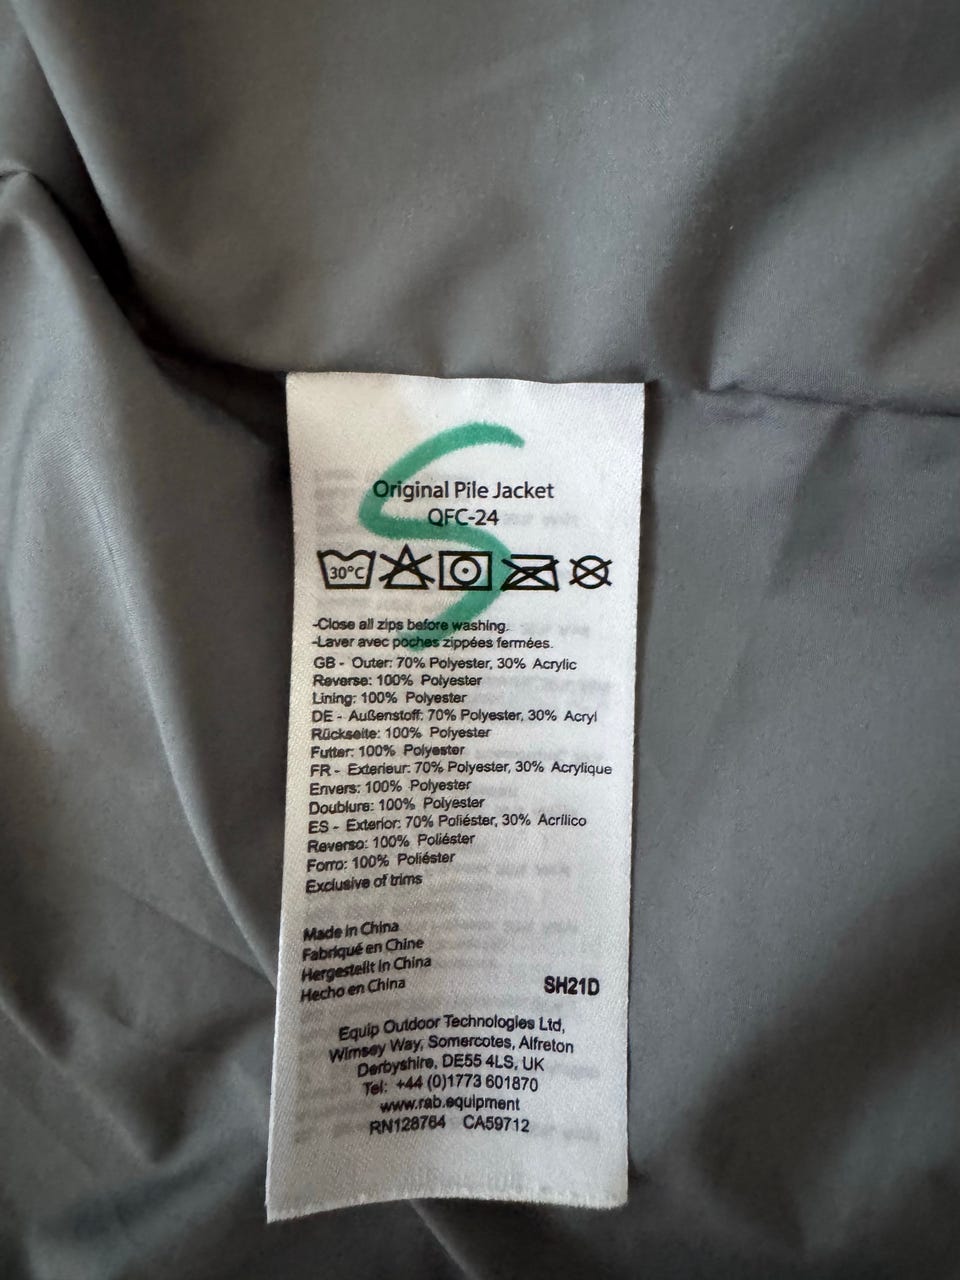 S
Original Pile Jacket
QFC-24
30°C
-Close all zips before washing.
-Laver avec poches zippées fermées.
GB - Outer: 70% Polyester, 30% Acrylic
Reverse: 100% Polyester
Lining: 100% Polyester
DE - Außenstoff: 70% Polyester, 30% Acryl
Rückseite: 100% Polyester
Futter: 100% Polyester
FR - Exterieur: 70% Polyester, 30% Acrylique
Envers: 100% Polyester
Doublure: 100% Polyester
ES - Exterior: 70% Poliéster, 30% Acrílico
Reverso: 100% Poliéster
Forro: 100% Poliéster
Exclusive of trims
Made in China
Fabriqué en Chine
Hergestellt in China
Hecho en China
SH21D
Equip Outdoor Technologies Ltd,
Wimsey Way, Somercotes, Alfreton
Derbyshire, DE55 4LS, UK
Tel: +44 (0)1773 601870
www.rab.equipment
RN128764 CA59712